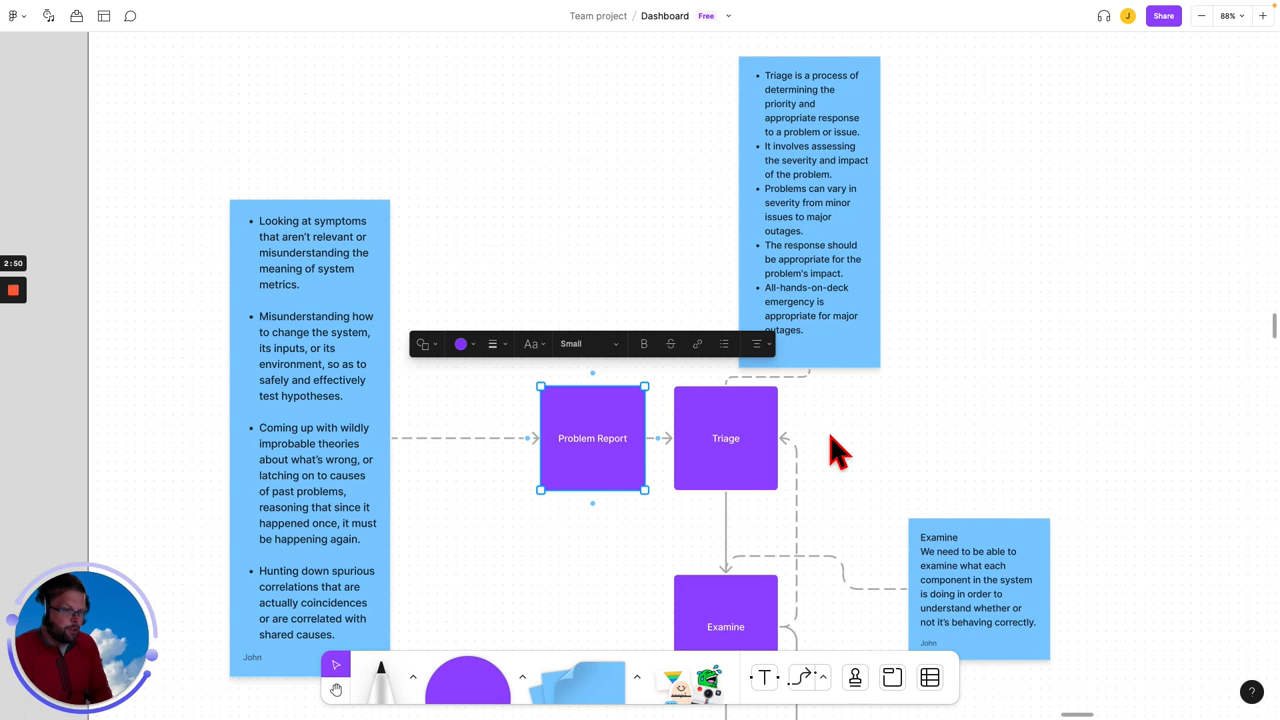 Team project / Dashboard Free
J
Share
88%
2:50
• Triage is a process of
determining the
priority and
appropriate response
to a problem or issue.
• It involves assessing
the severity and impact
of the problem.
• Problems can vary in
severity from minor
issues to major
outages.
• The response should
be appropriate for the
problem's impact.
• All-hands-on-deck
emergency is
appropriate for major
outages.
• Looking at symptoms
that aren't relevant or
misunderstanding the
meaning of system
metrics.
• Misunderstanding how
to change the system,
its inputs, or its
environment, so as to
safely and effectively
test hypotheses.
• Coming up with wildly
improbable theories
about what's wrong, or
latching on to causes
of past problems,
reasoning that since it
happened once, it must
be happening again.
• Hunting down spurious
correlations that are
actually coincidences
or are correlated with
shared causes.
John
Aa Small B S
Problem Report
Triage
Examine
Examine
We need to be able to
examine what each
component in the system
is doing in order to
understand whether or
not it's behaving correctly.
John
T
?